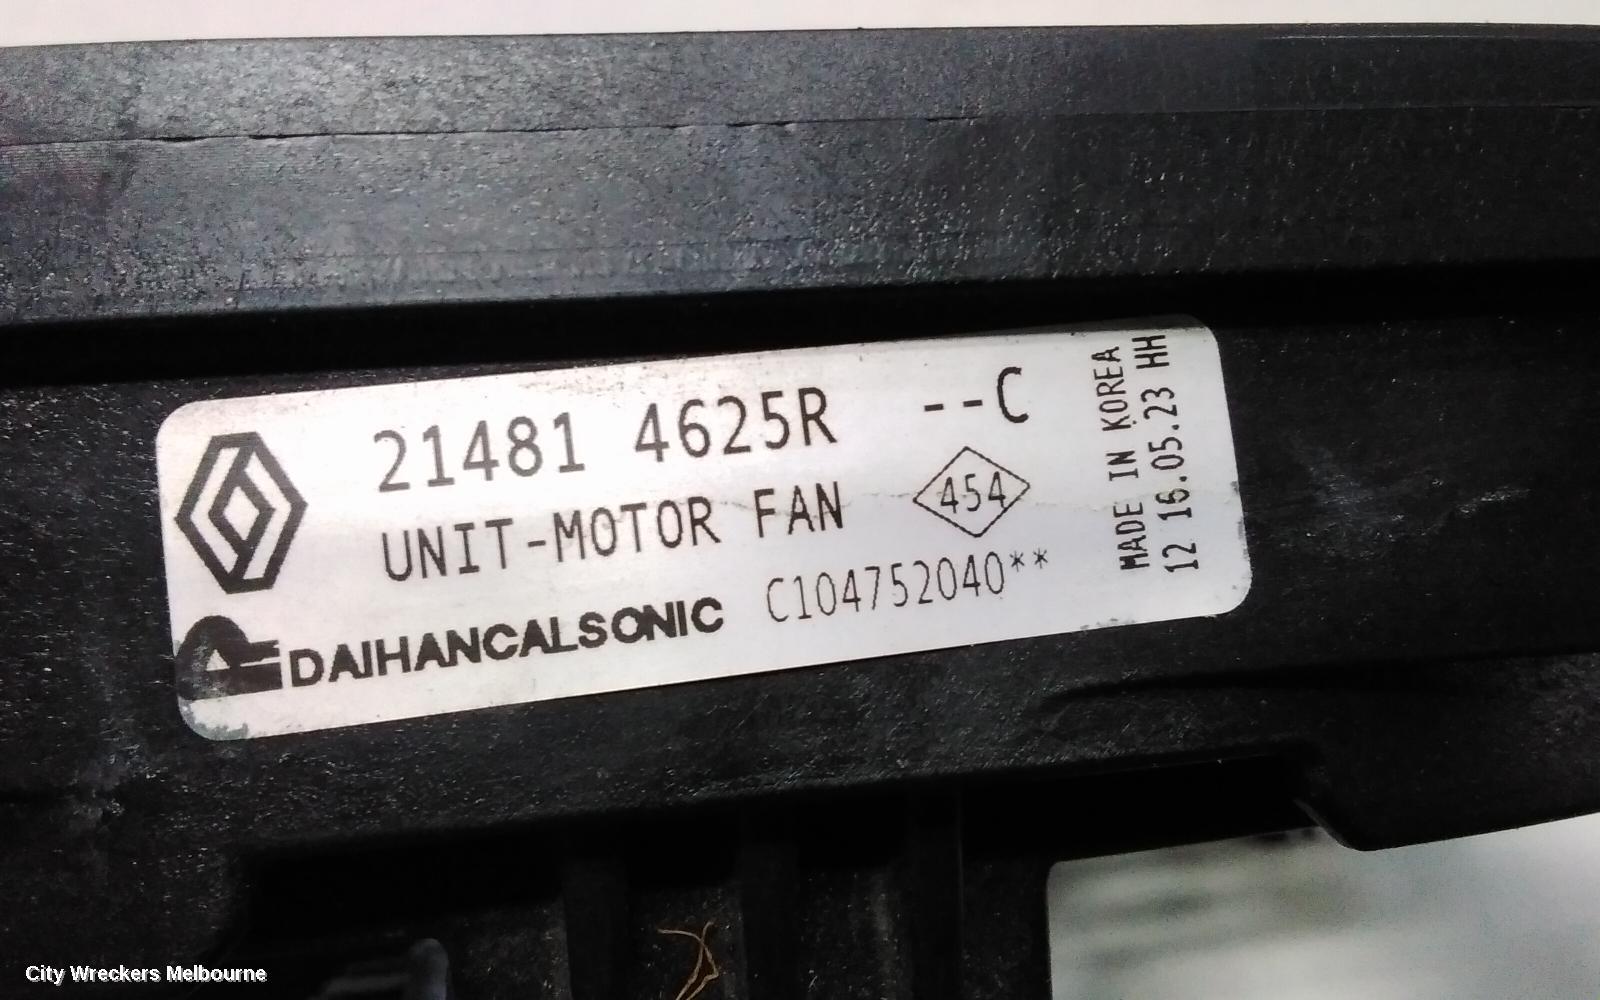 21481 4625R --C
UNIT-MOTOR FAN 454
DAIHANCALSONIC C104752040**
MADE IN KOREA
12 16.05.23 HH
City Wreckers Melbourne